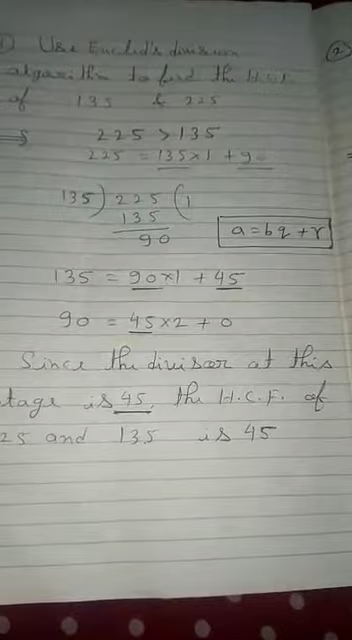 1) Use Euclid's division
algorithm to find the H.C.F.
of 135 & 225
⇒ 225 > 135
225 = 135×1 + 90
135) 225 (1
135
90
a = bq + r
135 = 90×1 + 45
90 = 45×2 + 0
Since the divisor at this
stage is 45, the H.C.F. of
25 and 135 is 45